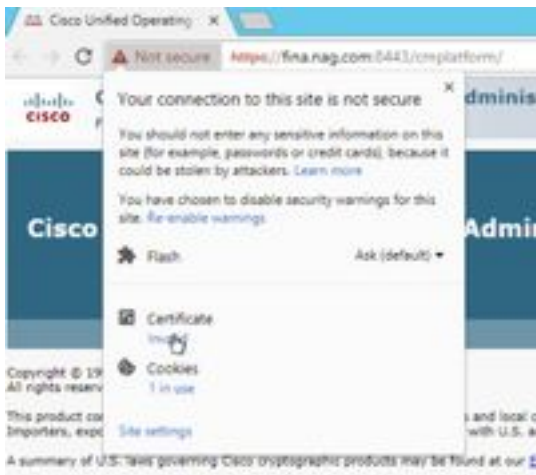 Cisco Unified Operating
Not secure https://fina.nag.com:8443/cmplatform/
cisco
Adminis
Your connection to this site is not secure
You should not enter any sensitive information on this
site (for example, passwords or credit cards), because it
could be stolen by attackers. Learn more
You have chosen to disable security warnings for this
site. Re-enable warnings
Cisco
Admin
Flash Ask (default)
Certificate
Cookies
1 in use
Site settings
Copyright © 19
All rights reserv
This product co
and local c
Importers, expo
with U.S. a
A summary of U.S. laws governing Cisco cryptographic products may be found at our